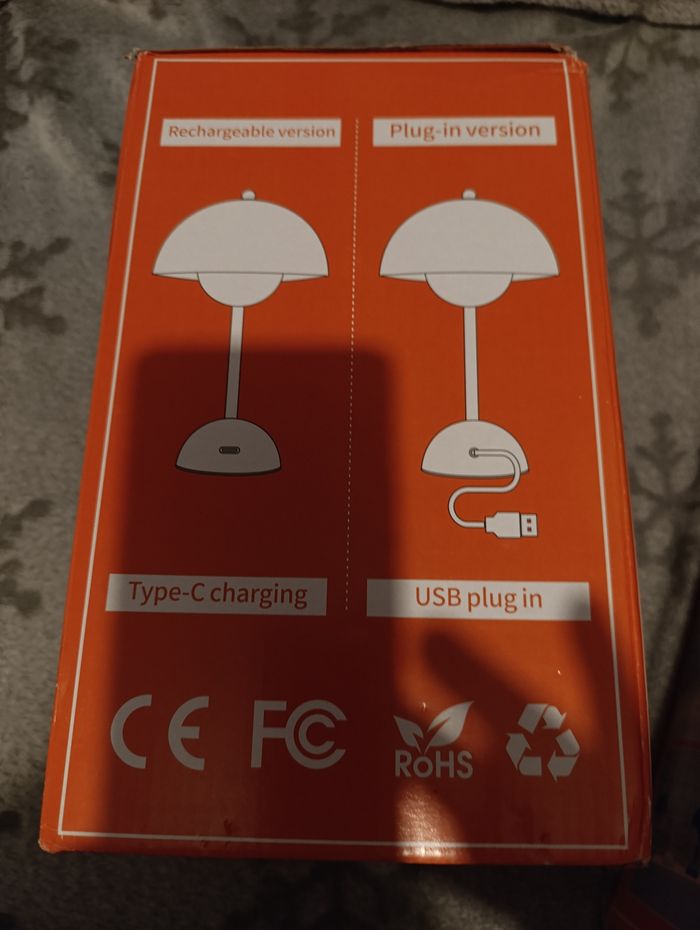 Rechargeable version
Plug-in version
Type-C charging
USB plug in
CE
FC
RoHS